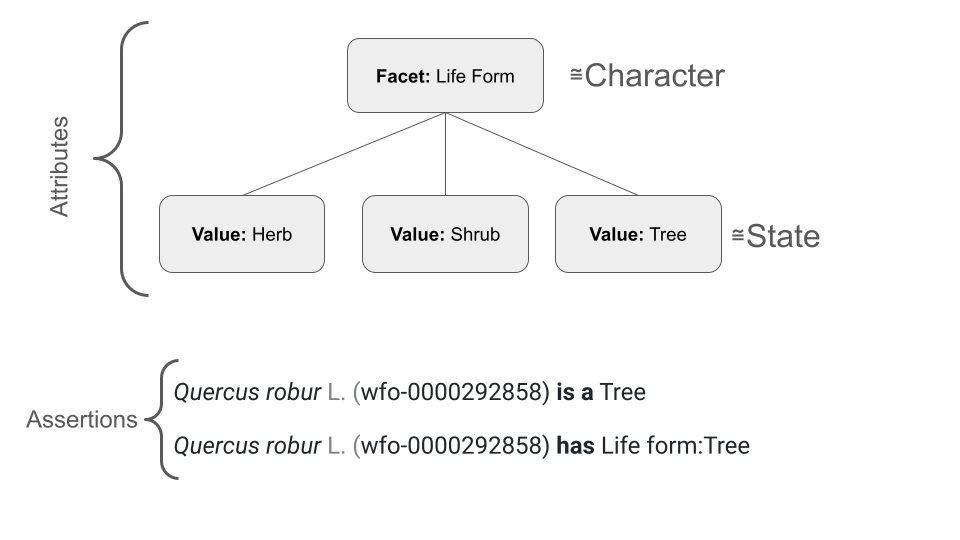 Attributes
Facet: Life Form
≅Character
Value: Herb
Value: Shrub
Value: Tree
≅State
Assertions
Quercus robur L. (wfo-0000292858) is a Tree
Quercus robur L. (wfo-0000292858) has Life form:Tree